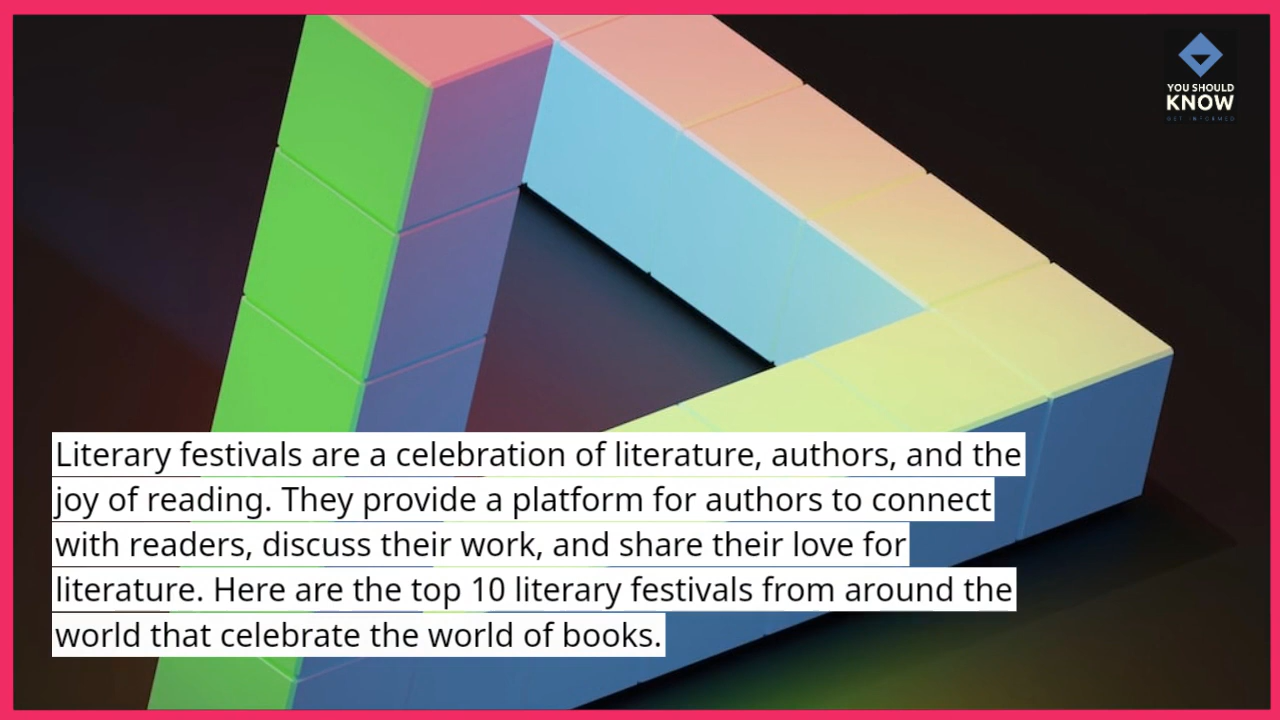 YOU SHOULD
KNOW
GET INFORMED
Literary festivals are a celebration of literature, authors, and the
joy of reading. They provide a platform for authors to connect
with readers, discuss their work, and share their love for
literature. Here are the top 10 literary festivals from around the
world that celebrate the world of books.